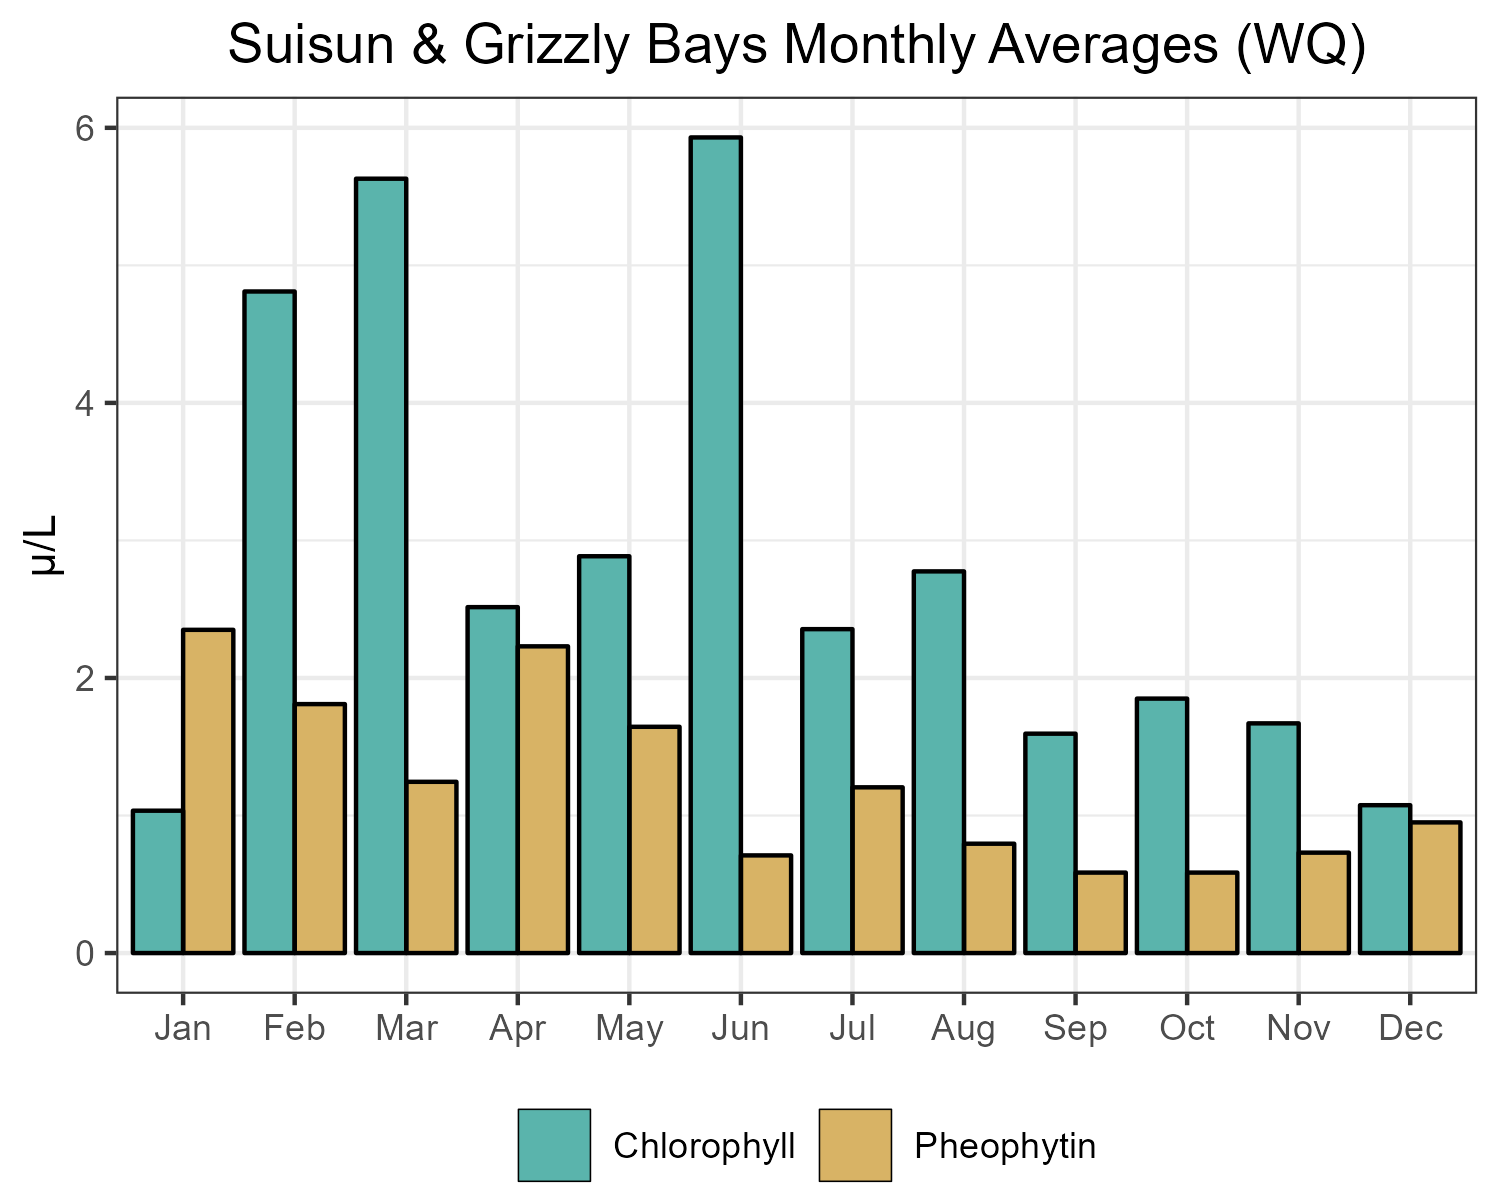 Suisun & Grizzly Bays Monthly Averages (WQ)
6
4
2
0
μ/L
Jan Feb Mar Apr May Jun Jul Aug Sep Oct Nov Dec
Chlorophyll Pheophytin